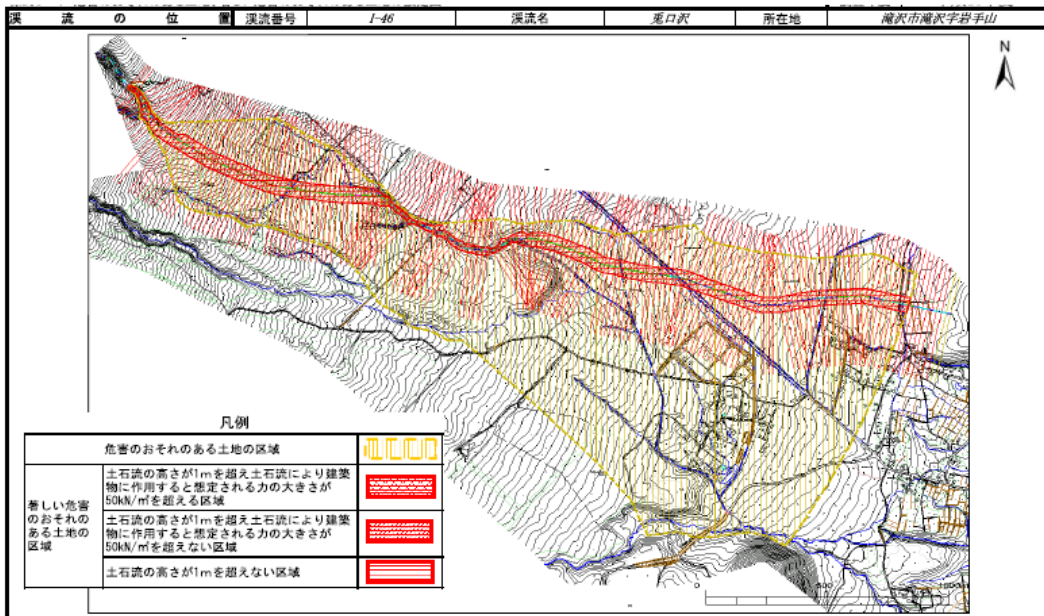 渓流の位置 渓流番号 I-46 渓流名 兎口沢 所在地 滝沢市滝沢字岩手山
N
凡例
危害のおそれのある土地の区域
著しい危害
のおそれの
ある土地の
区域
土石流の高さが1mを超え土石流により建築
物に作用すると想定される力の大きさが
50kN/㎡を超える区域
土石流の高さが1mを超え土石流により建築
物に作用すると想定される力の大きさが
50kN/㎡を超えない区域
土石流の高さが1mを超えない区域
0 500